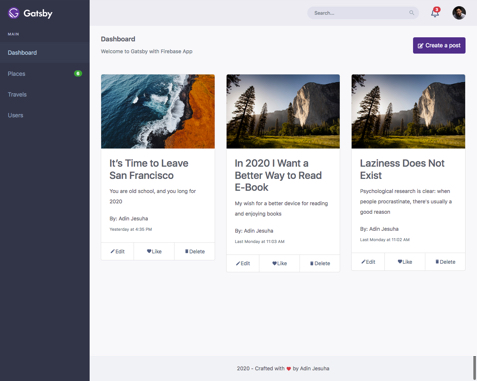 Gatsby
Search...
3
MAIN
Dashboard
Places
6
Travels
Users
Dashboard
Welcome to Gatsby with Firebase App
Create a post
It's Time to Leave
San Francisco
You are old school, and you long for
2020
By: Adin Jesuha
Yesterday at 4:35 PM
Edit
Like
Delete
In 2020 I Want a
Better Way to Read
E-Book
My wish for a better device for reading
and enjoying books
By: Adin Jesuha
Last Monday at 11:03 AM
Edit
Like
Delete
Laziness Does Not
Exist
Psychological research is clear: when
people procrastinate, there's usually a
good reason
By: Adin Jesuha
Last Monday at 11:02 AM
Edit
Like
Delete
2020 - Crafted with ❤ by Adin Jesuha